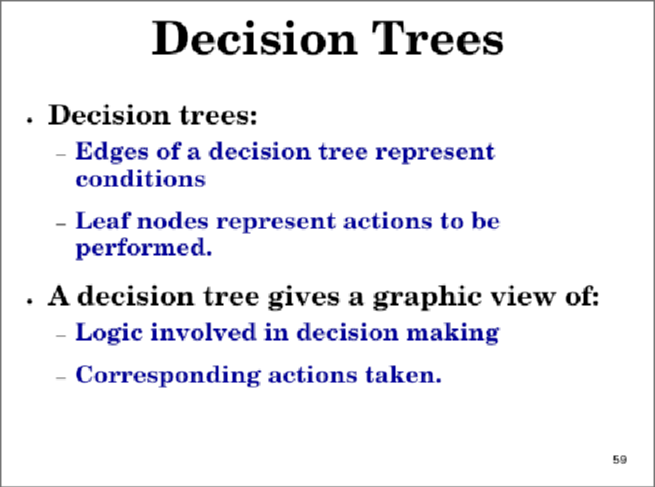 Decision Trees
• Decision trees:
– Edges of a decision tree represent
conditions
– Leaf nodes represent actions to be
performed.
• A decision tree gives a graphic view of:
– Logic involved in decision making
– Corresponding actions taken.
59